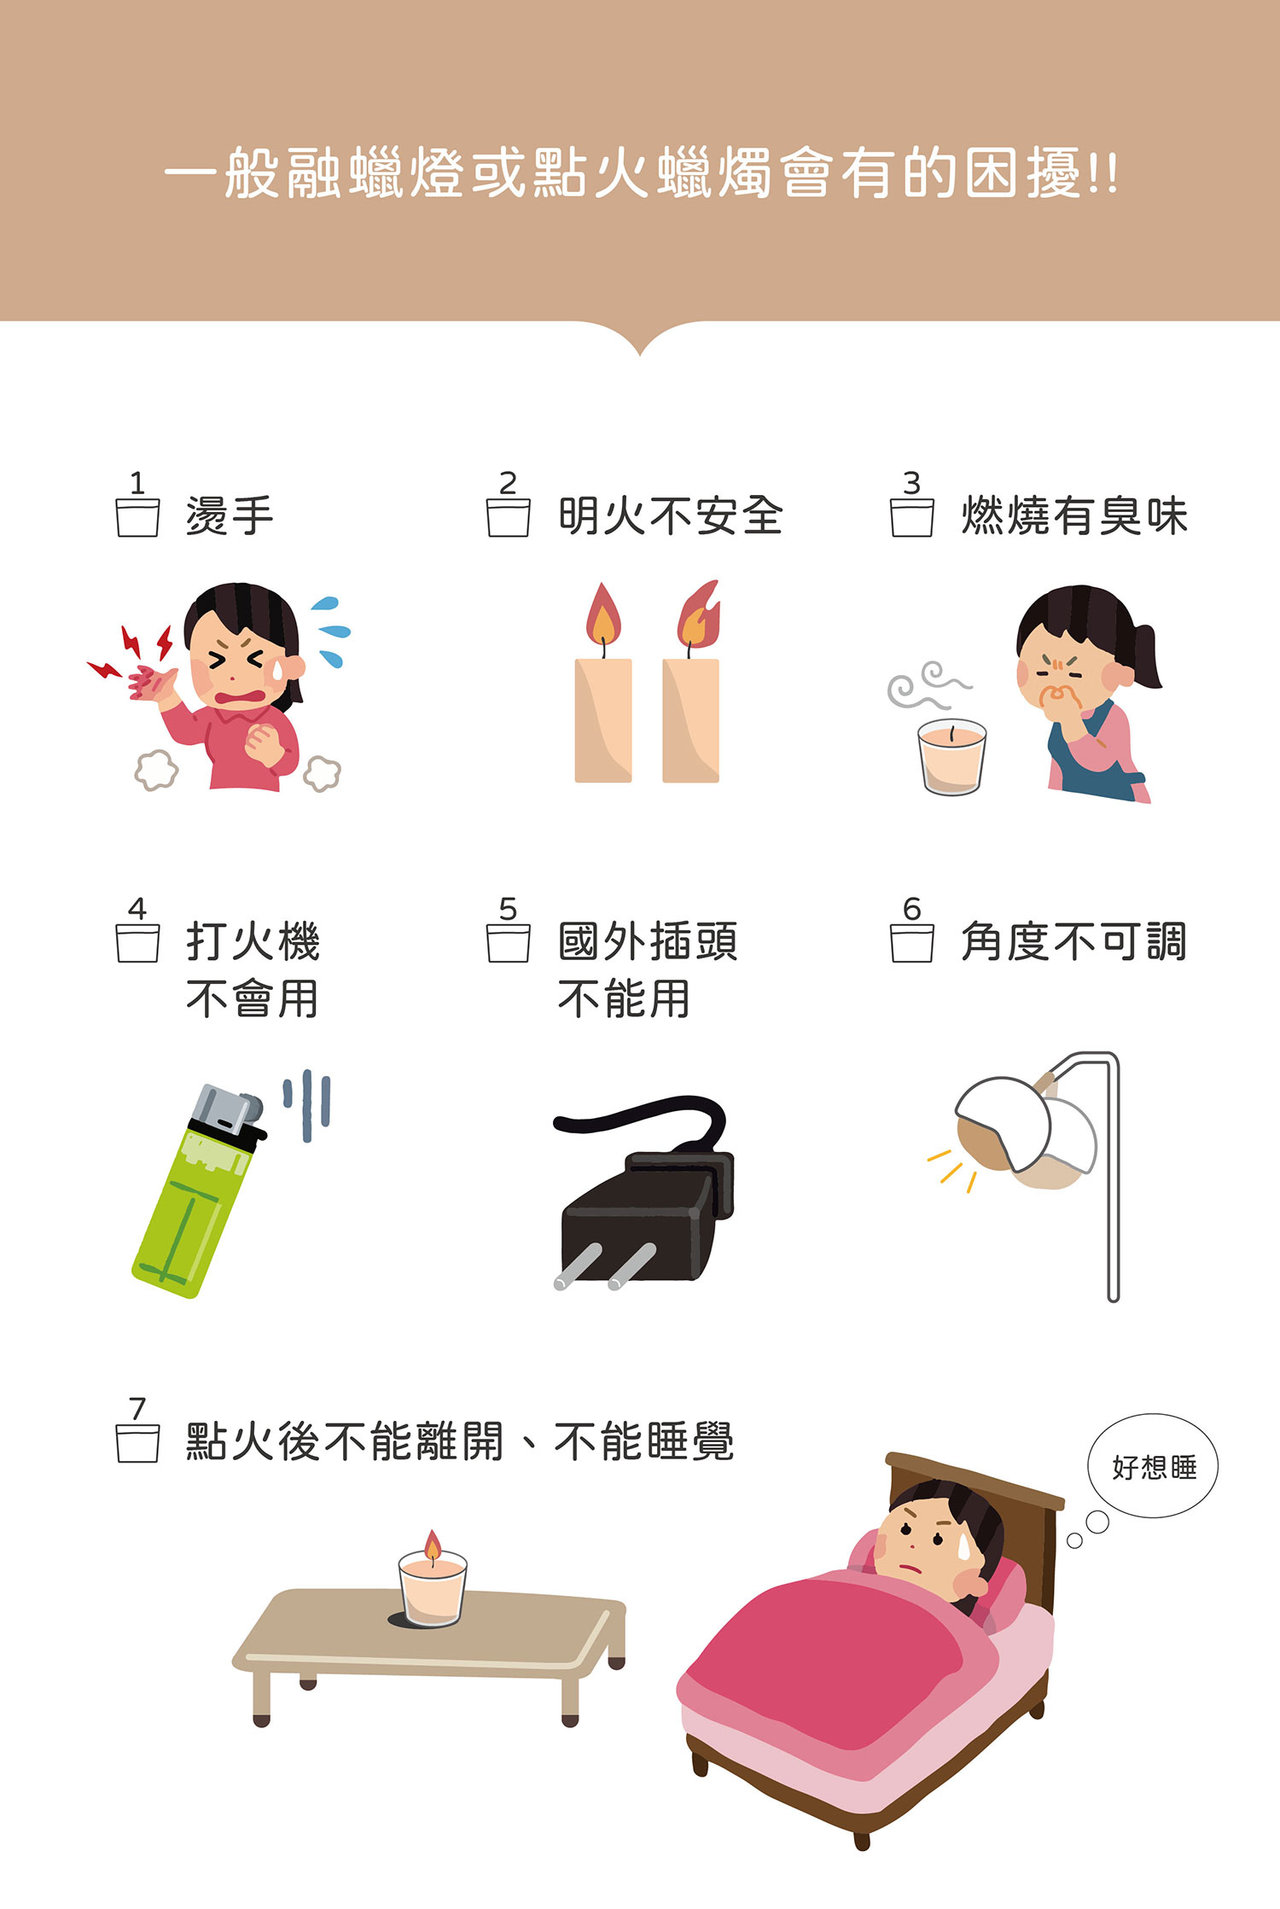 一般融蠟燈或點火蠟燭會有的困擾!!
1 燙手
2 明火不安全
3 燃燒有臭味
4 打火機
不會用
5 國外插頭
不能用
6 角度不可調
7 點火後不能離開、不能睡覺
好想睡